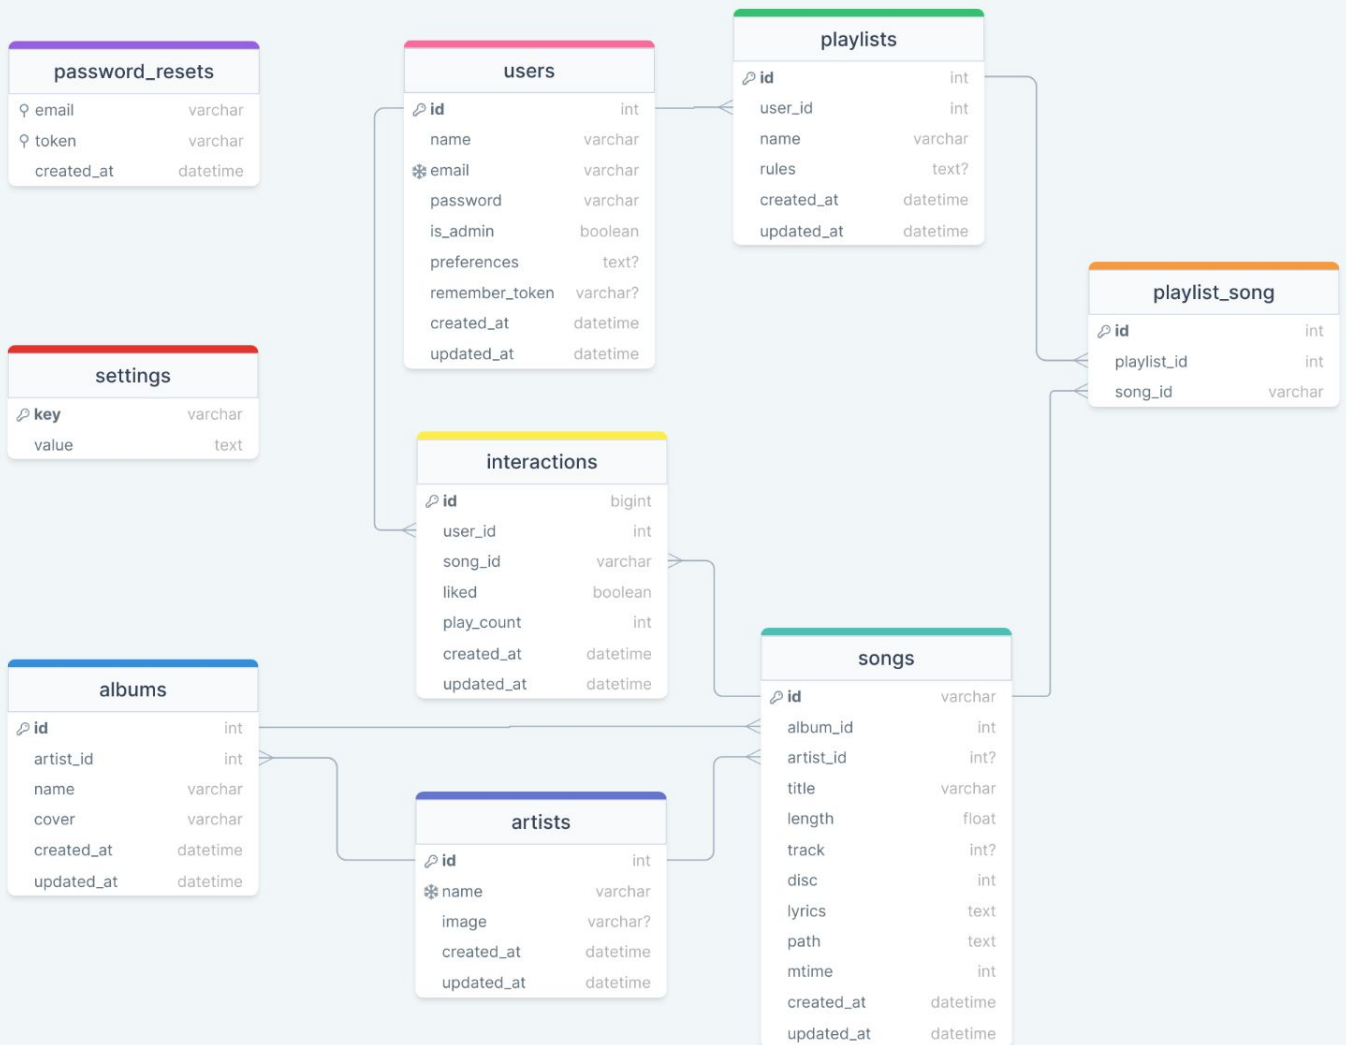 password_resets
email varchar
token varchar
created_at datetime
users
id int
name varchar
email varchar
password varchar
is_admin boolean
preferences text?
remember_token varchar?
created_at datetime
updated_at datetime
playlists
id int
user_id int
name varchar
rules text?
created_at datetime
updated_at datetime
playlist_song
id int
playlist_id int
song_id varchar
settings
key varchar
value text
interactions
id bigint
user_id int
song_id varchar
liked boolean
play_count int
created_at datetime
updated_at datetime
albums
id int
artist_id int
name varchar
cover varchar
created_at datetime
updated_at datetime
artists
id int
name varchar
image varchar?
created_at datetime
updated_at datetime
songs
id varchar
album_id int
artist_id int?
title varchar
length float
track int?
disc int
lyrics text
path text
mtime int
created_at datetime
updated_at datetime